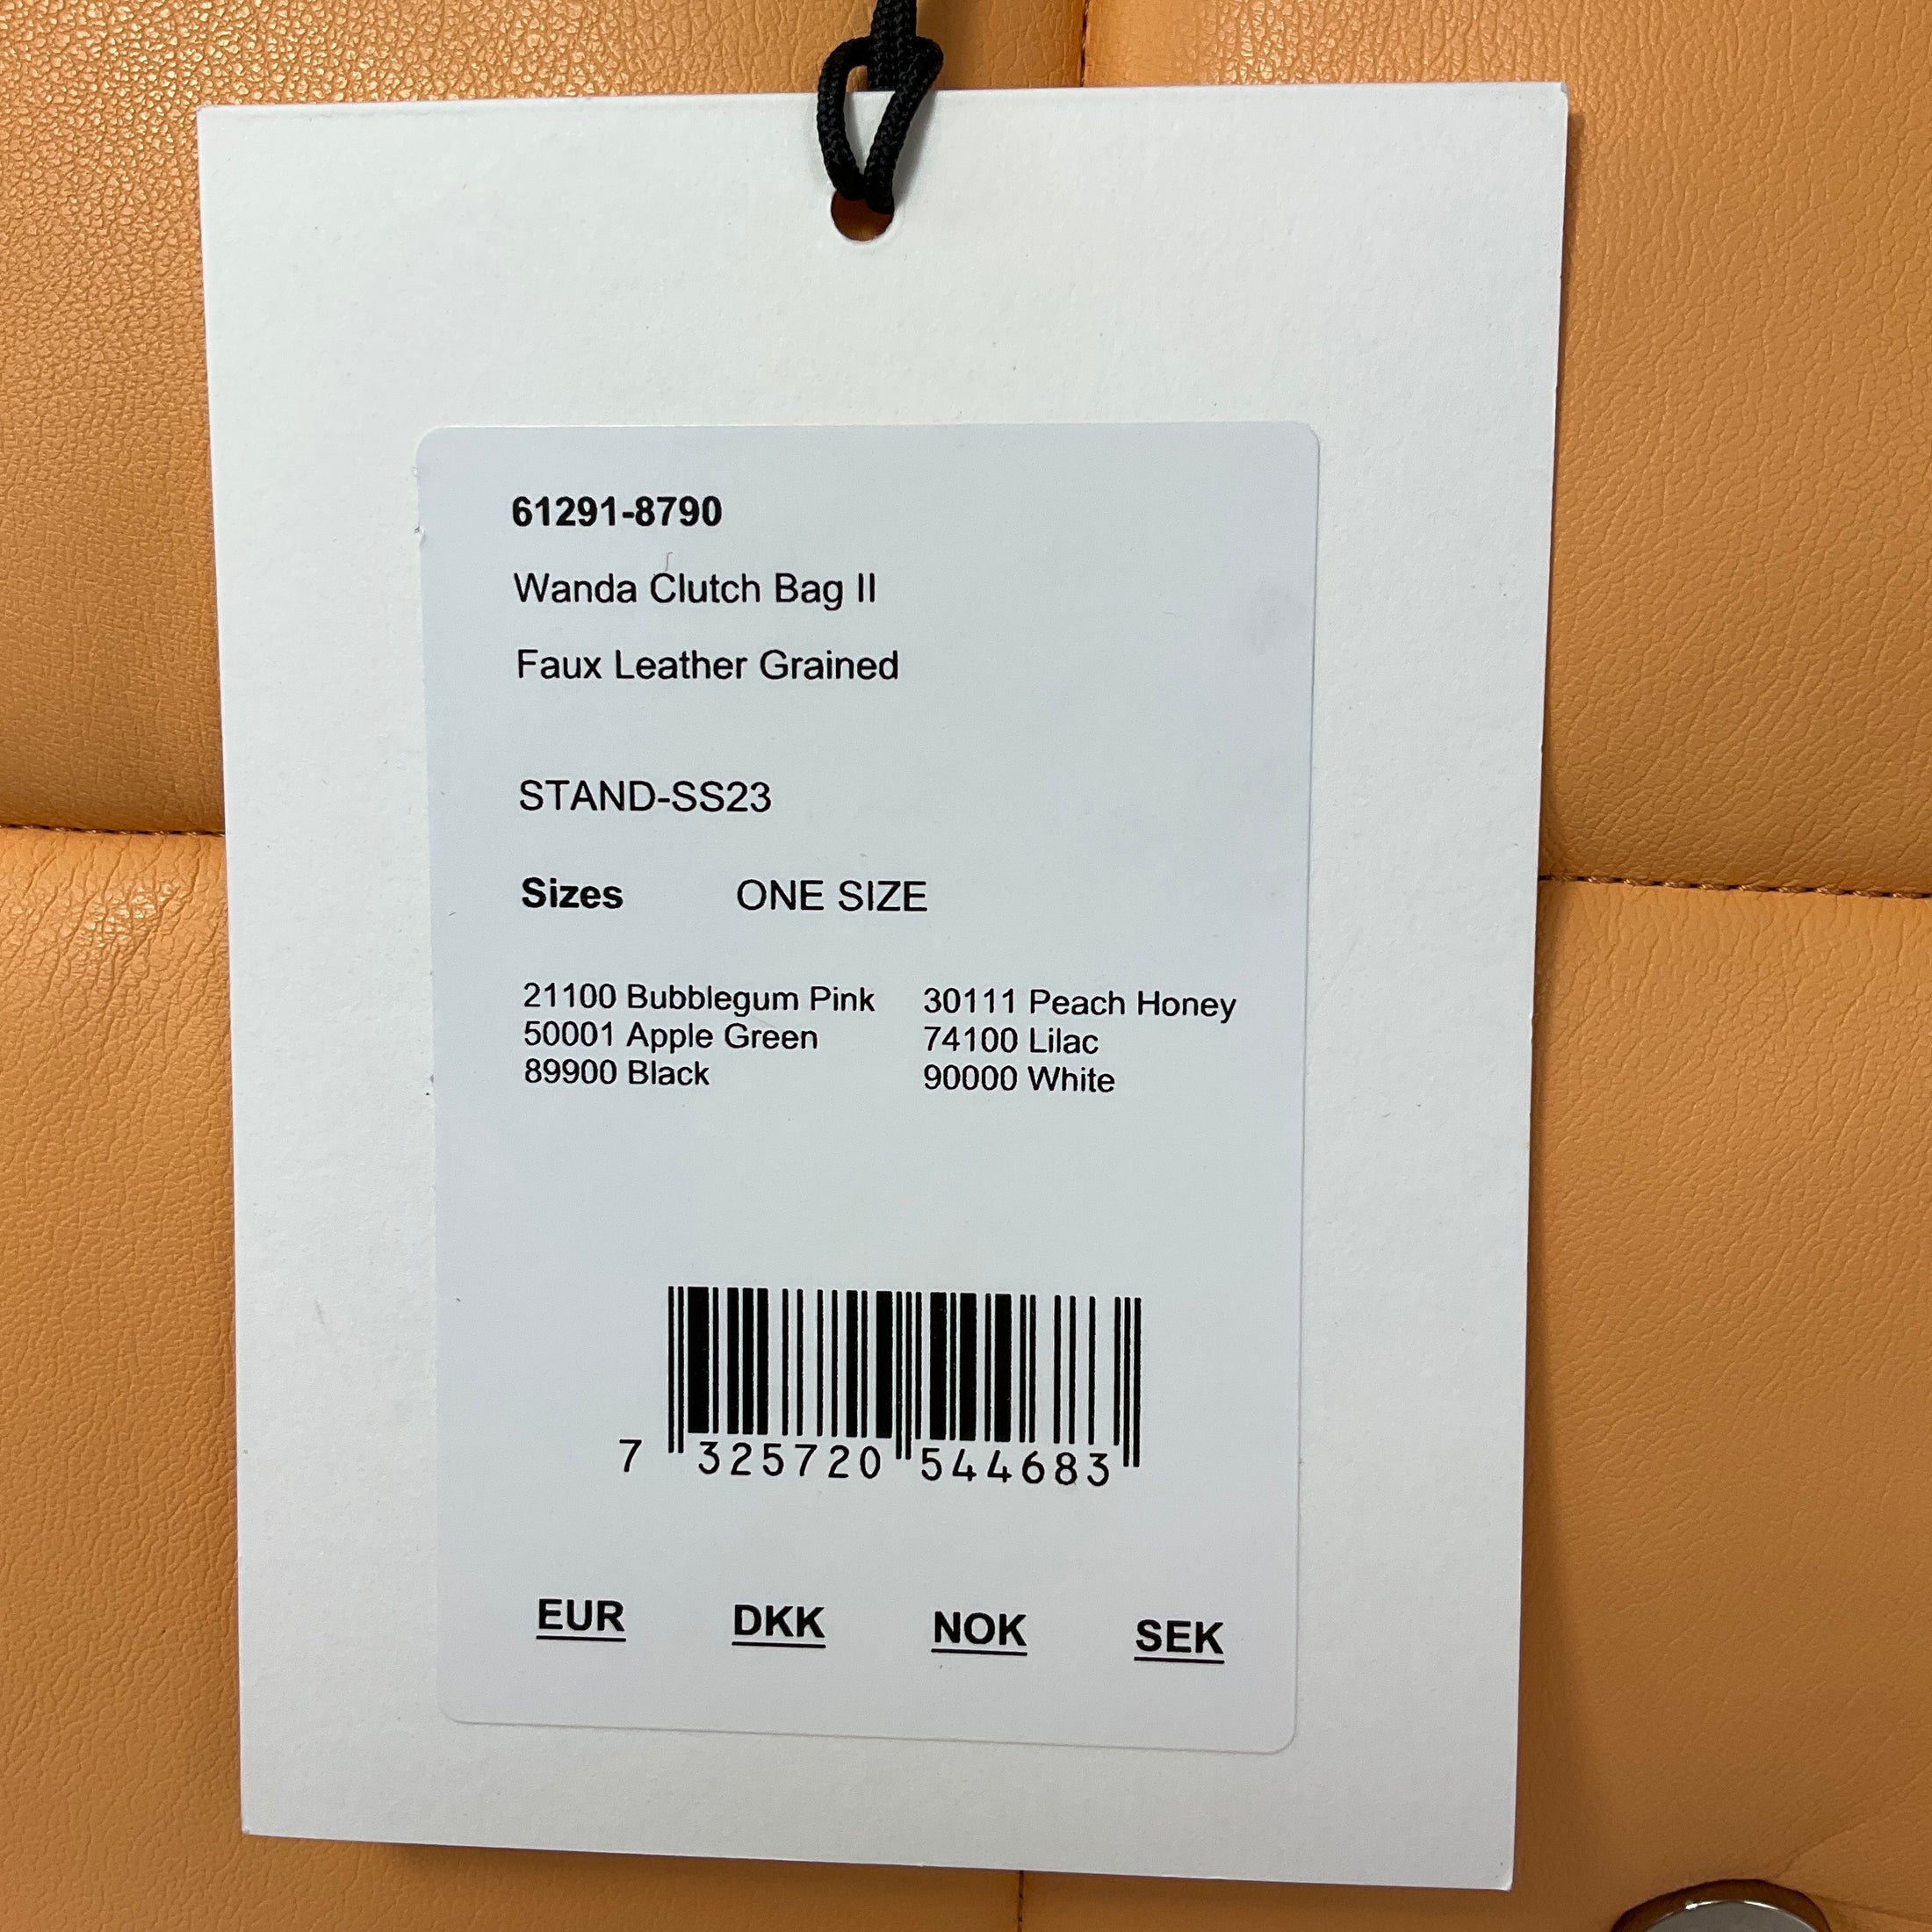 61291-8790
Wanda Clutch Bag II
Faux Leather Grained
STAND-SS23
Sizes ONE SIZE
21100 Bubblegum Pink 30111 Peach Honey
50001 Apple Green 74100 Lilac
89900 Black 90000 White
7 325720 544683
EUR DKK NOK SEK